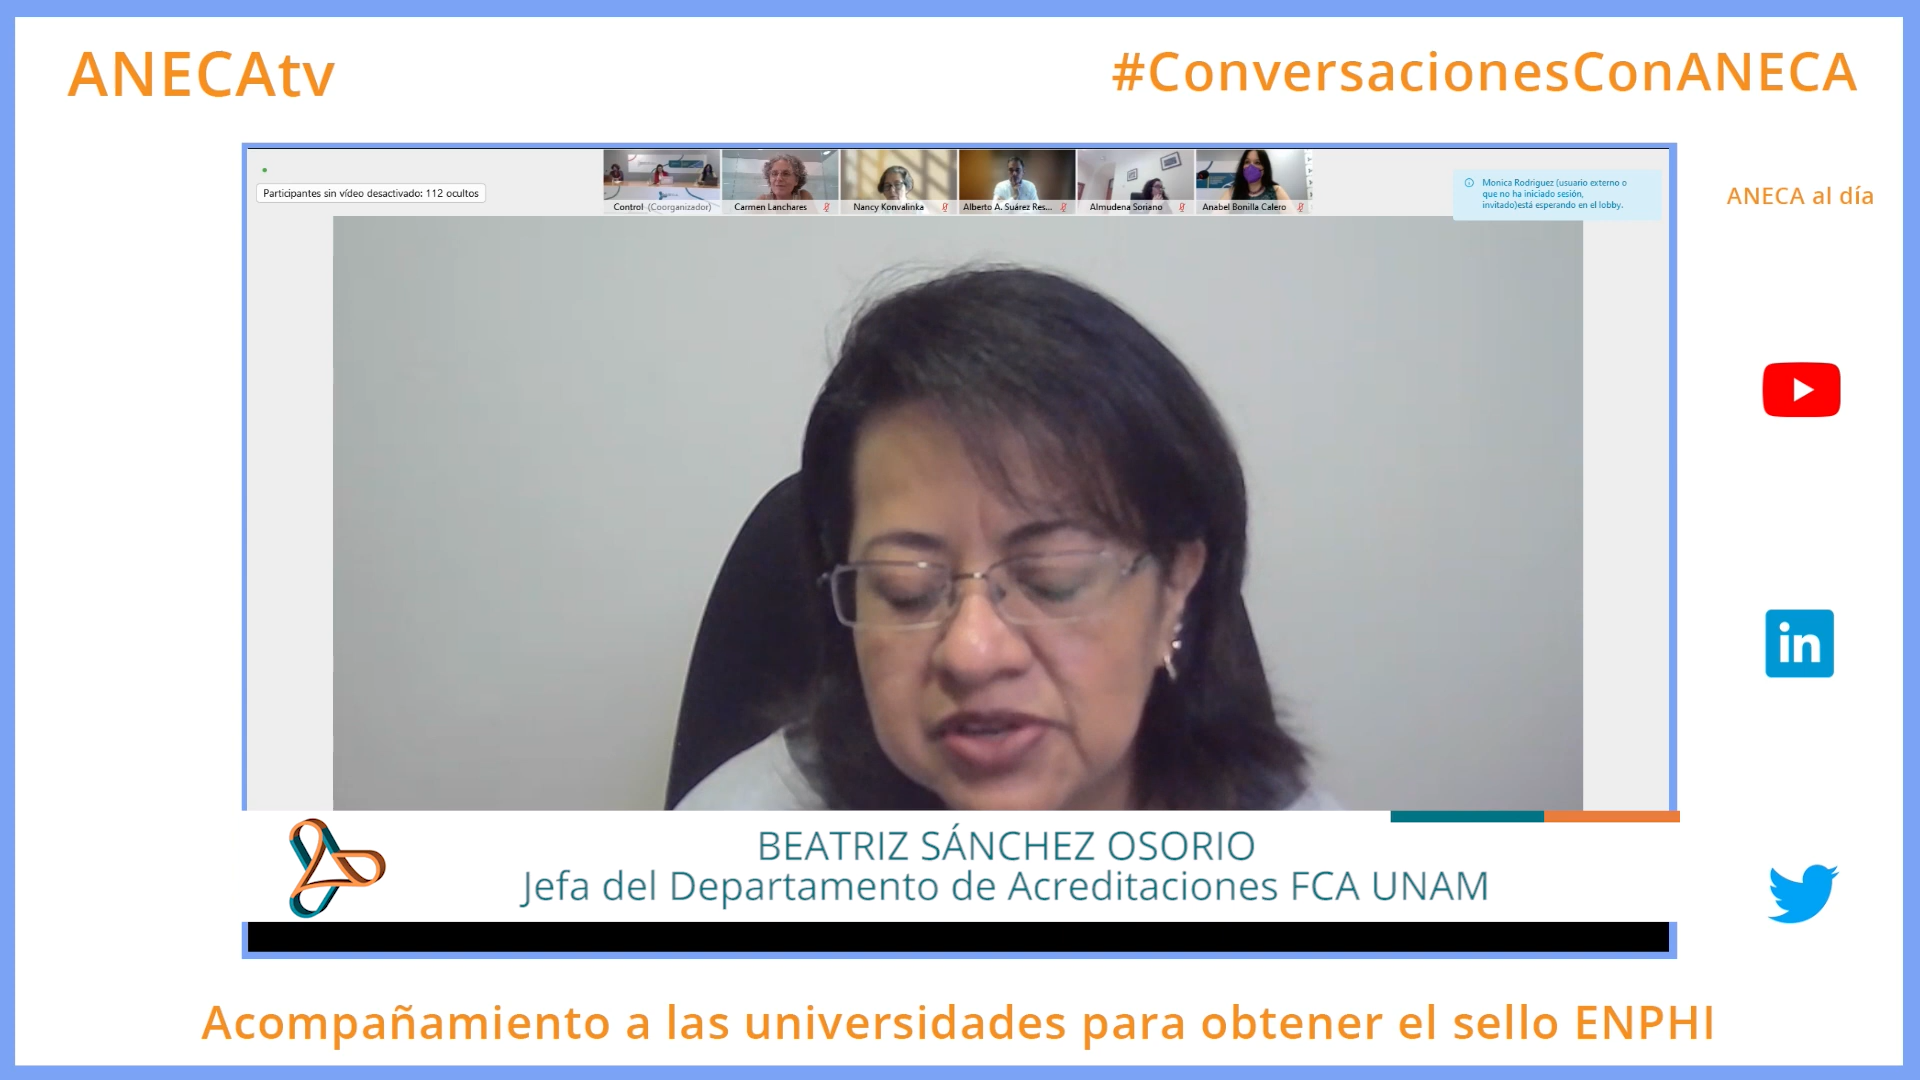 ANECAtv
#ConversacionesConANECA
Participantes sin vídeo desactivado: 112 ocultos
Control (Coorganizador)
Carmen Lanchares
Nancy Konvalinka
Alberto A. Suárez Res...
Almudena Soriano
Anabel Bonilla Calero
Monica Rodriguez (usuario externo o
que no ha iniciado sesión,
invitado)está esperando en el lobby.
ANECA al día
in
BEATRIZ SÁNCHEZ OSORIO
Jefa del Departamento de Acreditaciones FCA UNAM
Acompañamiento a las universidades para obtener el sello ENPHI